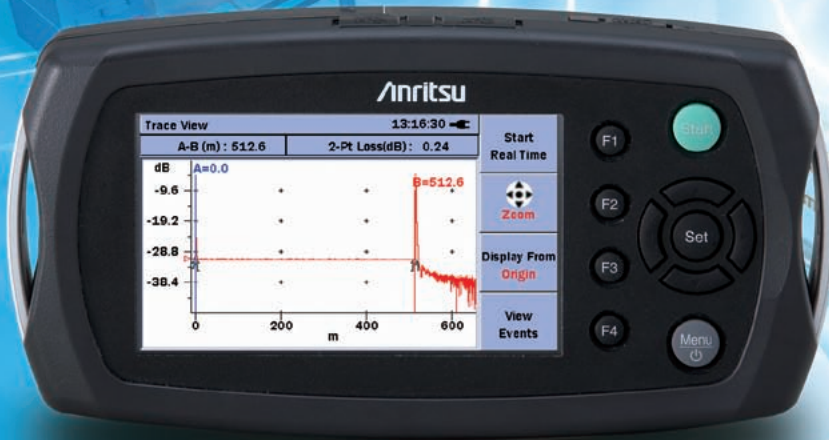 Anritsu
Trace View 13:16:30
A-B (m) : 512.6 2-Pt Loss(dB) : 0.24
Start
Real Time
F1
Start
dB
A=0.0
B=512.6
-9.6
-19.2
-28.8
-38.4
0 200 400 600
m
Zoom
F2
Set
Display From
Origin
F3
View
Events
F4
Menu